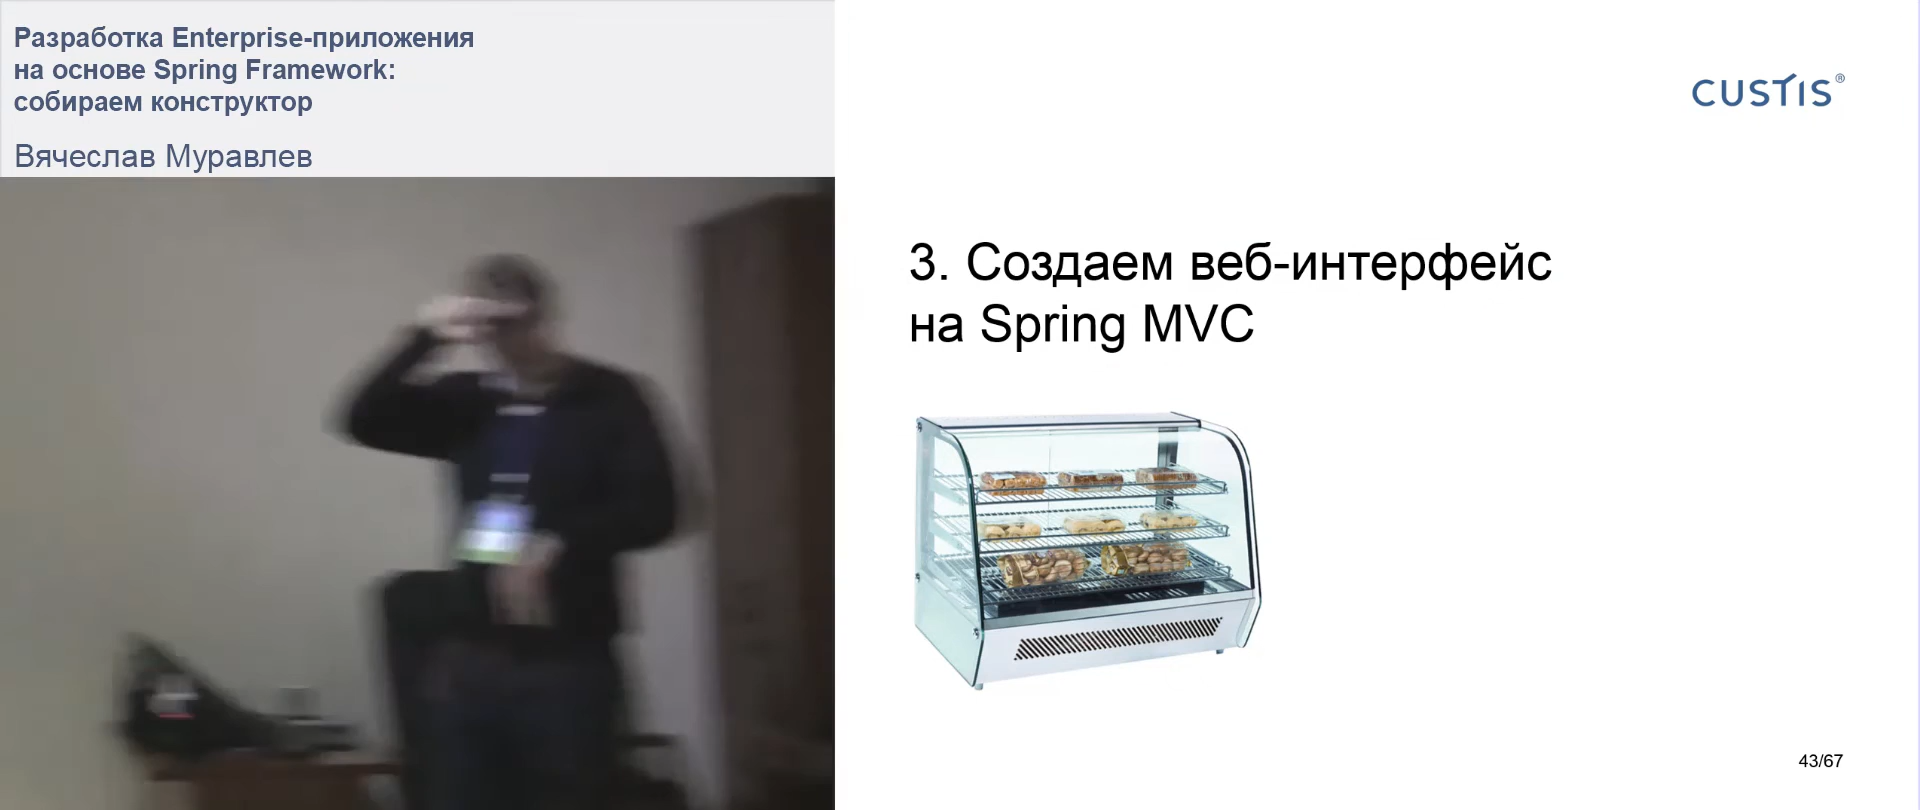 Разработка Enterprise-приложения
на основе Spring Framework:
собираем конструктор
Вячеслав Муравлев
CUSTIS®
3. Создаем веб-интерфейс
на Spring MVC
43/67